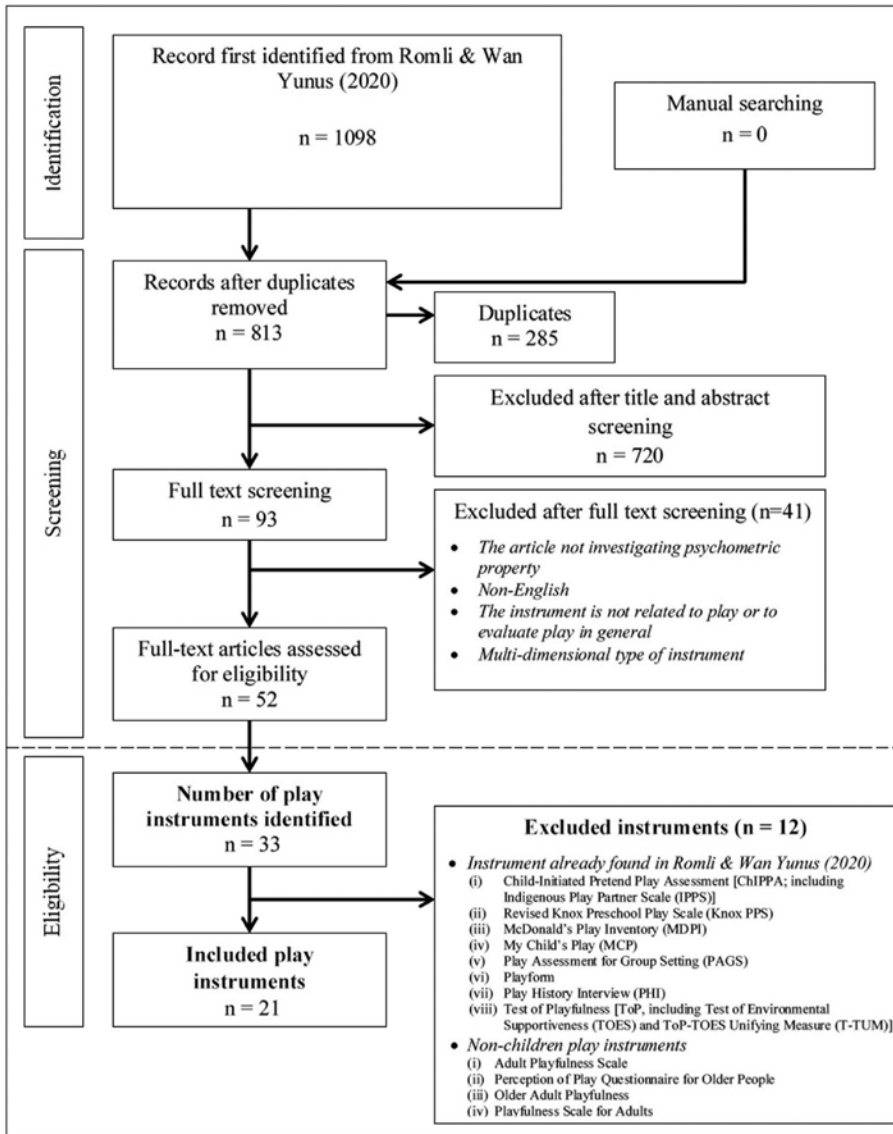 Identification
Record first identified from Romli & Wan
Yunus (2020)
n = 1098
Manual searching
n = 0
Screening
Records after duplicates
removed
n = 813
Duplicates
n = 285
Excluded after title and abstract
screening
n = 720
Full text screening
n = 93
Excluded after full text screening (n=41)
• The article not investigating psychometric
property
• Non-English
• The instrument is not related to play or to
evaluate play in general
• Multi-dimensional type of instrument
Full-text articles assessed
for eligibility
n = 52
Eligibility
Number of play
instruments identified
n = 33
Excluded instruments (n = 12)
• Instrument already found in Romli & Wan Yunus (2020)
(i) Child-Initiated Pretend Play Assessment [ChIPPA; including
Indigenous Play Partner Scale (IPPS)]
(ii) Revised Knox Preschool Play Scale (Knox PPS)
(iii) McDonald's Play Inventory (MDPI)
(iv) My Child's Play (MCP)
(v) Play Assessment for Group Setting (PAGS)
(vi) Playform
(vii) Play History Interview (PHI)
(viii) Test of Playfulness [ToP, including Test of Environmental
Supportiveness (TOES) and ToP-TOES Unifying Measure (T-TUM)]
• Non-children play instruments
(i) Adult Playfulness Scale
(ii) Perception of Play Questionnaire for Older People
(iii) Older Adult Playfulness
(iv) Playfulness Scale for Adults
Included play
instruments
n = 21